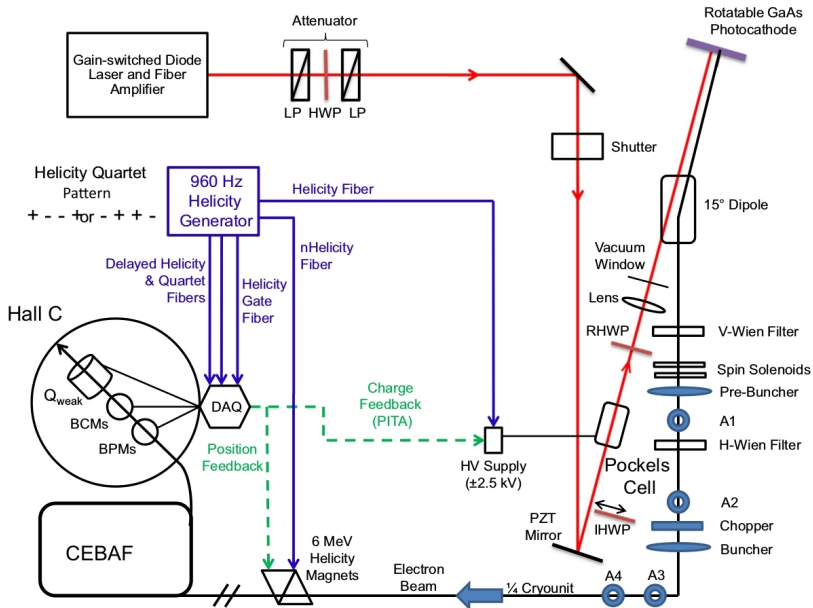 Rotatable GaAs
Photocathode
Attenuator
Gain-switched Diode
Laser and Fiber
Amplifier
LP HWP LP
Shutter
Helicity Quartet
Pattern
+ - - +or - + + -
960 Hz
Helicity
Generator
Helicity Fiber
15° Dipole
nHelicity
Fiber
Delayed Helicity
& Quartet
Fibers
Helicity
Gate
Fiber
Vacuum
Window
Lens
Hall C
RHWP
V-Wien Filter
Spin Solenoids
Pre-Buncher
Qweak
BCMs
BPMs
DAQ
Charge
Feedback
(PITA)
A1
Position
Feedback
HV Supply
(±2.5 kV)
H-Wien Filter
Pockels
Cell
A2
PZT
Mirror
IHWP
Chopper
Buncher
CEBAF
6 MeV
Helicity
Magnets
Electron
Beam
¼ Cryounit
A4
A3